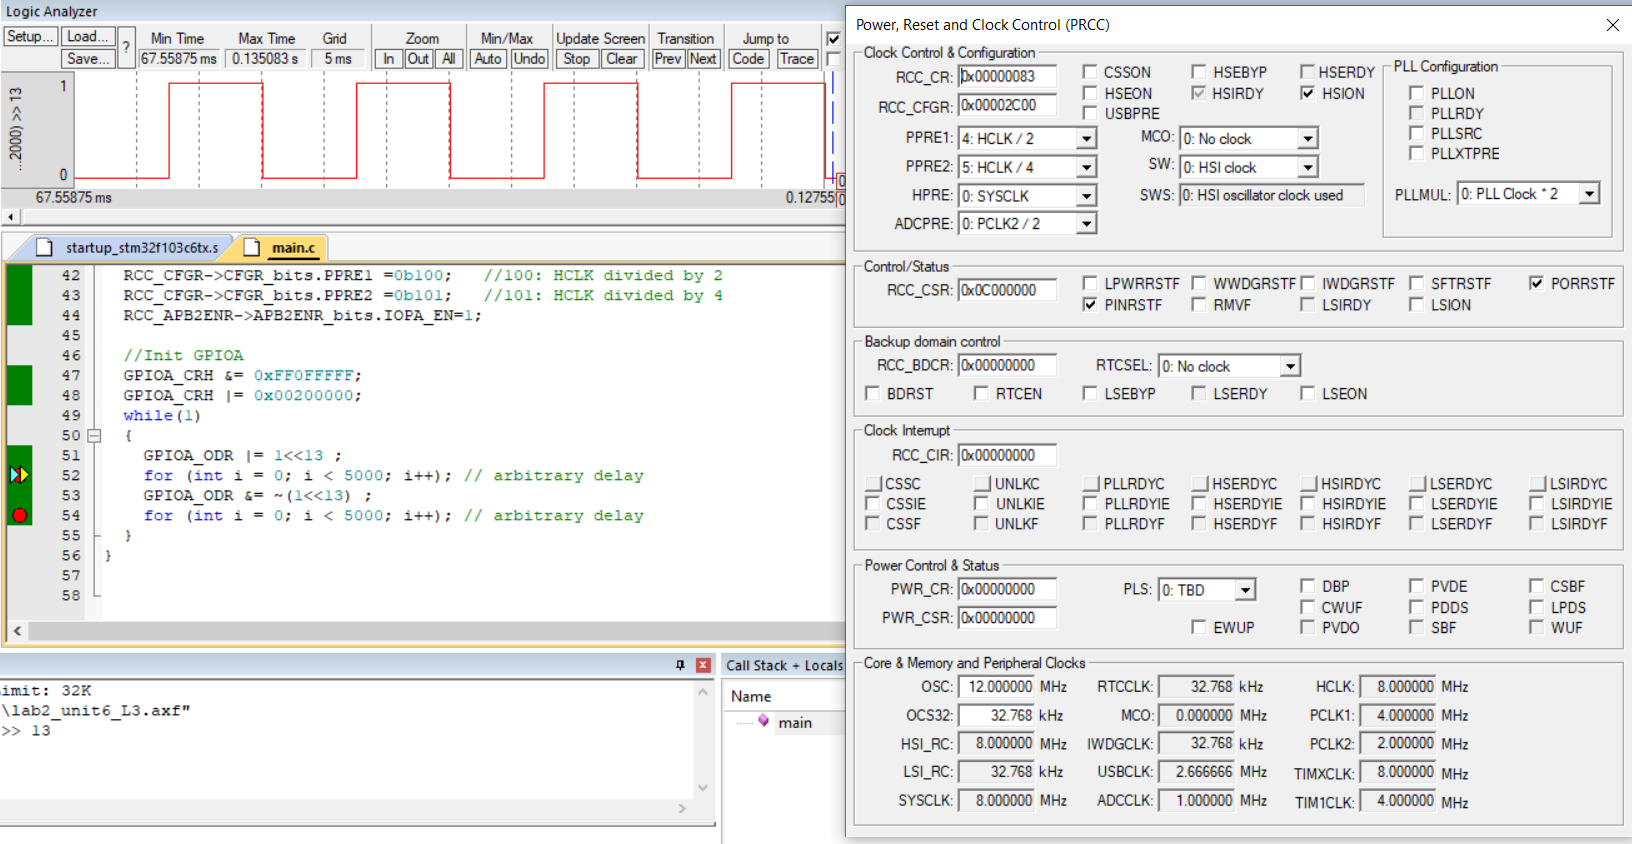 Logic Analyzer
Setup... Load... Save... ? Min Time Max Time Grid Zoom Min/Max Update Screen Transition Jump to
67.55875 ms 0.135083 s 5 ms In Out All Auto Undo Stop Clear Prev Next Code Trace
...2000) >> 13
1
0
67.55875 ms 0.12755
0
0
startup_stm32f103c6tx.s main.c
42 RCC_CFGR->CFGR_bits.PPRE1 =0b100; //100: HCLK divided by 2
43 RCC_CFGR->CFGR_bits.PPRE2 =0b101; //101: HCLK divided by 4
44 RCC_APB2ENR->APB2ENR_bits.IOPA_EN=1;
45
46 //Init GPIOA
47 GPIOA_CRH &= 0xFF0FFFFF;
48 GPIOA_CRH |= 0x00200000;
49 while(1)
50 {
51 GPIOA_ODR |= 1<<13 ;
52 for (int i = 0; i < 5000; i++); // arbitrary delay
53 GPIOA_ODR &= ~(1<<13) ;
54 for (int i = 0; i < 5000; i++); // arbitrary delay
55 }
56 }
57
58
imit: 32K
\lab2_unit6_L3.axf"
>> 13
Call Stack + Locals
Name
main
Power, Reset and Clock Control (PRCC)
Clock Control & Configuration
RCC_CR: 0x00000083 CSSON HSEBYP HSERDY
HSEON HSIRDY HSION
RCC_CFGR: 0x00002C00 USBPRE
PPRE1: 4: HCLK / 2 MCO: 0: No clock
PPRE2: 5: HCLK / 4 SW: 0: HSI clock
HPRE: 0: SYSCLK SWS: 0: HSI oscillator clock used
ADCPRE: 0: PCLK2 / 2
PLL Configuration
PLLON
PLLRDY
PLLSRC
PLLXTPRE
PLLMUL: 0: PLL Clock * 2
Control/Status
RCC_CSR: 0x0C000000 LPWRRSTF WWDGRSTF IWDGRSTF SFTRSTF PORRSTF
PINRSTF RMVF LSIRDY LSION
Backup domain control
RCC_BDCR: 0x00000000 RTCSEL: 0: No clock
BDRST RTCEN LSEBYP LSERDY LSEON
Clock Interrupt
RCC_CIR: 0x00000000
CSSC UNLKC PLLRDYC HSERDYC HSIRDYC LSERDYC LSIRDYC
CSSIE UNLKIE PLLRDYIE HSERDYIE HSIRDYIE LSERDYIE LSIRDYIE
CSSF UNLKF PLLRDYF HSERDYF HSIRDYF LSERDYF LSIRDYF
Power Control & Status
PWR_CR: 0x00000000 PLS: 0: TBD DBP PVDE CSBF
CWUF PDDS LPDS
PWR_CSR: 0x00000000 EWUP PVDO SBF WUF
Core & Memory and Peripheral Clocks
OSC: 12.000000 MHz RTCCLK: 32.768 kHz HCLK: 8.000000 MHz
OCS32: 32.768 kHz MCO: 0.000000 MHz PCLK1: 4.000000 MHz
HSI_RC: 8.000000 MHz IWDGCLK: 32.768 kHz PCLK2: 2.000000 MHz
LSI_RC: 32.768 kHz USBCLK: 2.666666 MHz TIMXCLK: 8.000000 MHz
SYSCLK: 8.000000 MHz ADCCLK: 1.000000 MHz TIM1CLK: 4.000000 MHz